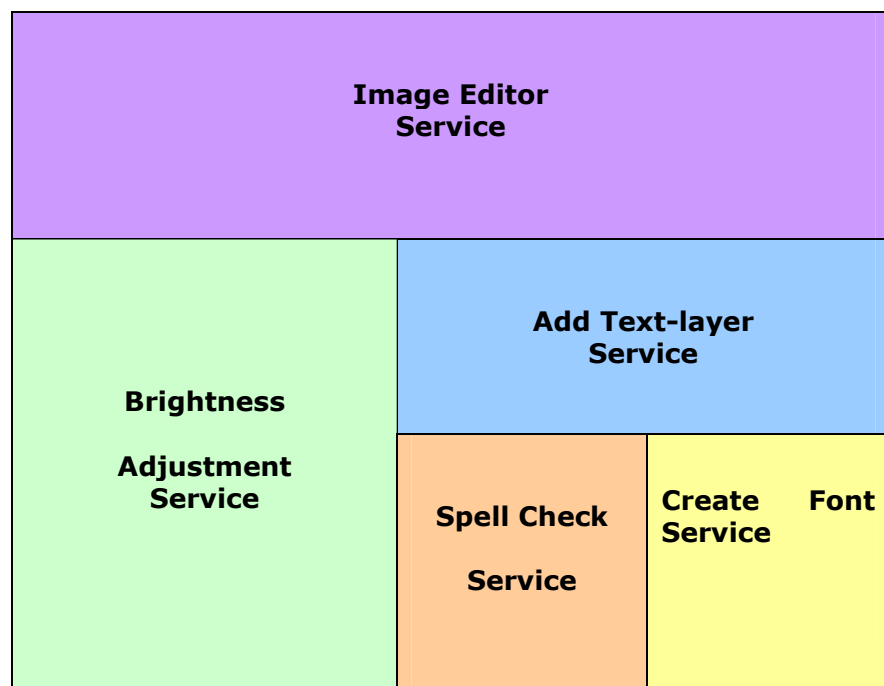 Image Editor
Service
Add Text-layer
Service
Brightness
Adjustment
Service
Spell Check
Service
Create Font
Service